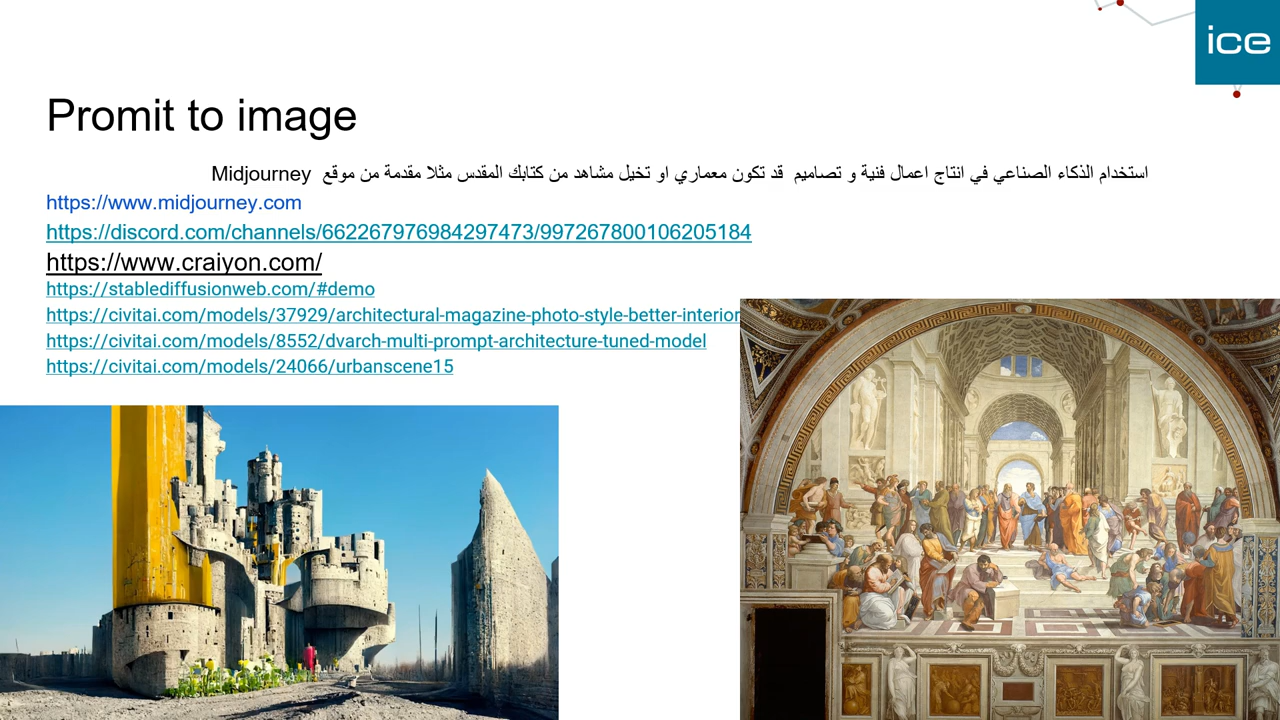 ice
Promit to image
استخدام الذكاء الصناعي في انتاج اعمال فنية و تصاميم قد تكون معماري او تخيل مشاهد من كتابك المقدس مثلا مقدمة من موقع Midjourney
https://www.midjourney.com
https://discord.com/channels/662267976984297473/997267800106205184
https://www.craiyon.com/
https://stablediffusionweb.com/#demo
https://civitai.com/models/37929/architectural-magazine-photo-style-better-interior
https://civitai.com/models/8552/dvarch-multi-prompt-architecture-tuned-model
https://civitai.com/models/24066/urbanscene15